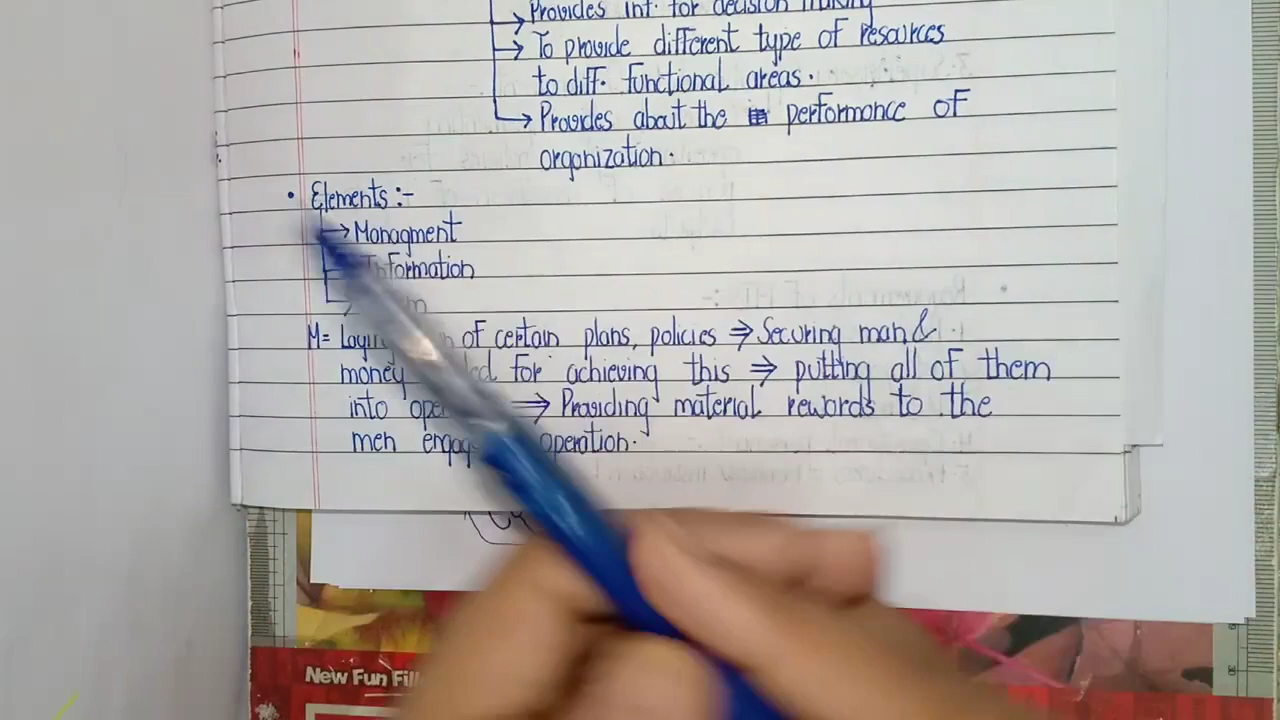 Provides inf. for decision making
To provide different type of resources
to diff. functional areas.
Provides about the performance of
organization.
• Elements :-
Managment
Information
M= of certain plans, policies ⇒ Securing man &
money for achieving this ⇒ putting all of them
into ⇒ Providing material rewards to the
men operation.
New Fun